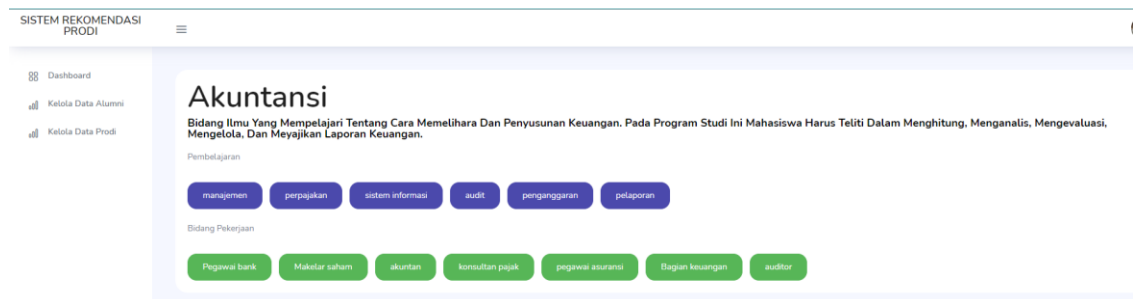 SISTEM REKOMENDASI
PRODI
Dashboard
Kelola Data Alumni
Kelola Data Prodi
Akuntansi
Bidang Ilmu Yang Mempelajari Tentang Cara Memelihara Dan Penyusunan Keuangan. Pada Program Studi Ini Mahasiswa Harus Teliti Dalam Menghitung, Menganalis, Mengevaluasi,
Mengelola, Dan Meyajikan Laporan Keuangan.
Pembelajaran
manajemen perpajakan sistem informasi audit penganggaran pelaporan
Bidang Pekerjaan
Pegawai bank Makelar saham akuntan konsultan pajak pegawai asuransi Bagian keuangan auditor